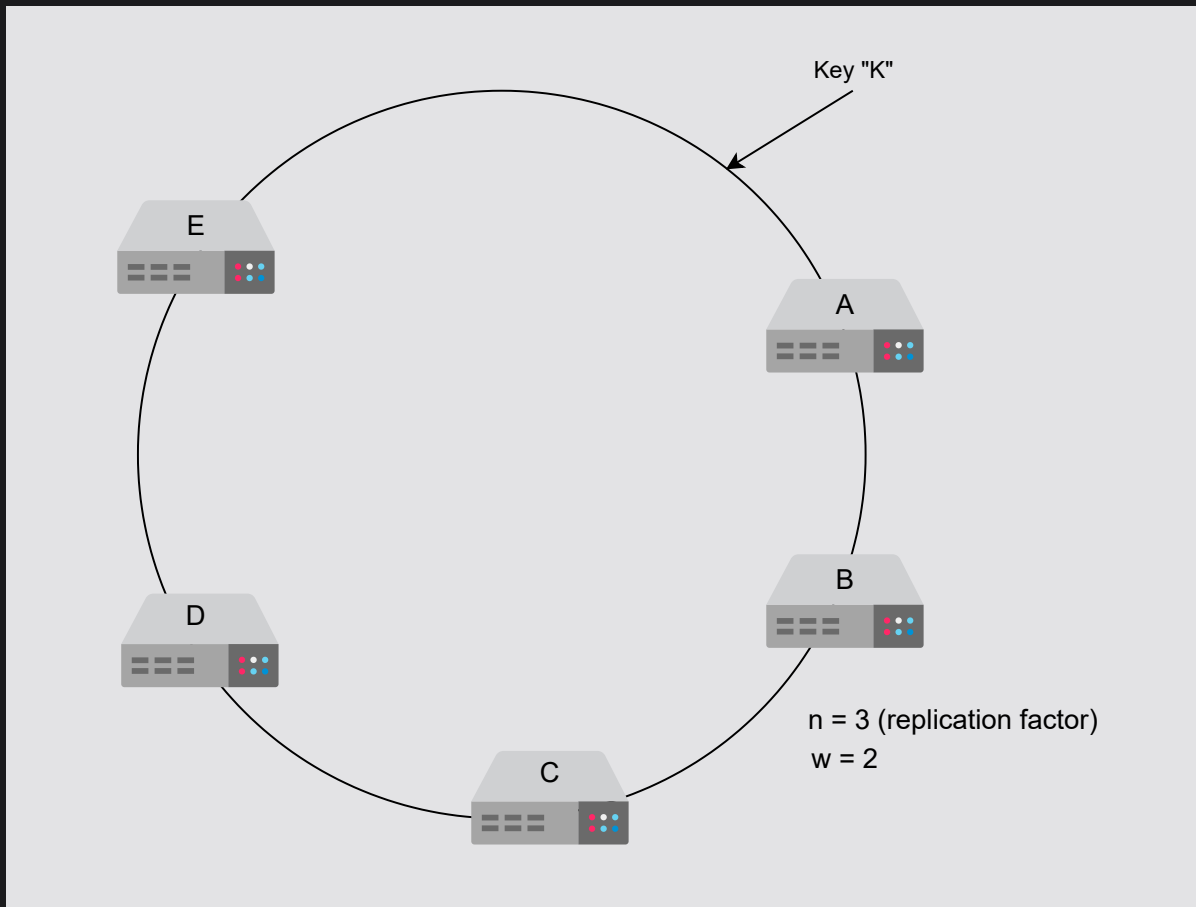 Key "K"
E
A
B
D
n = 3 (replication factor)
w = 2
C